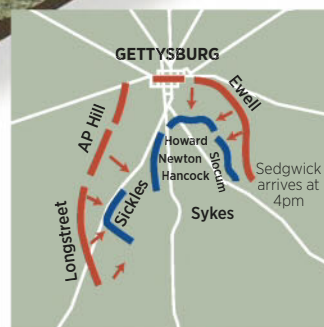 GETTYSBURG
Ewell
AP Hill
Howard
Newton
Hancock
Slocum
Sedgwick
arrives at
4pm
Sickles
Sykes
Longstreet